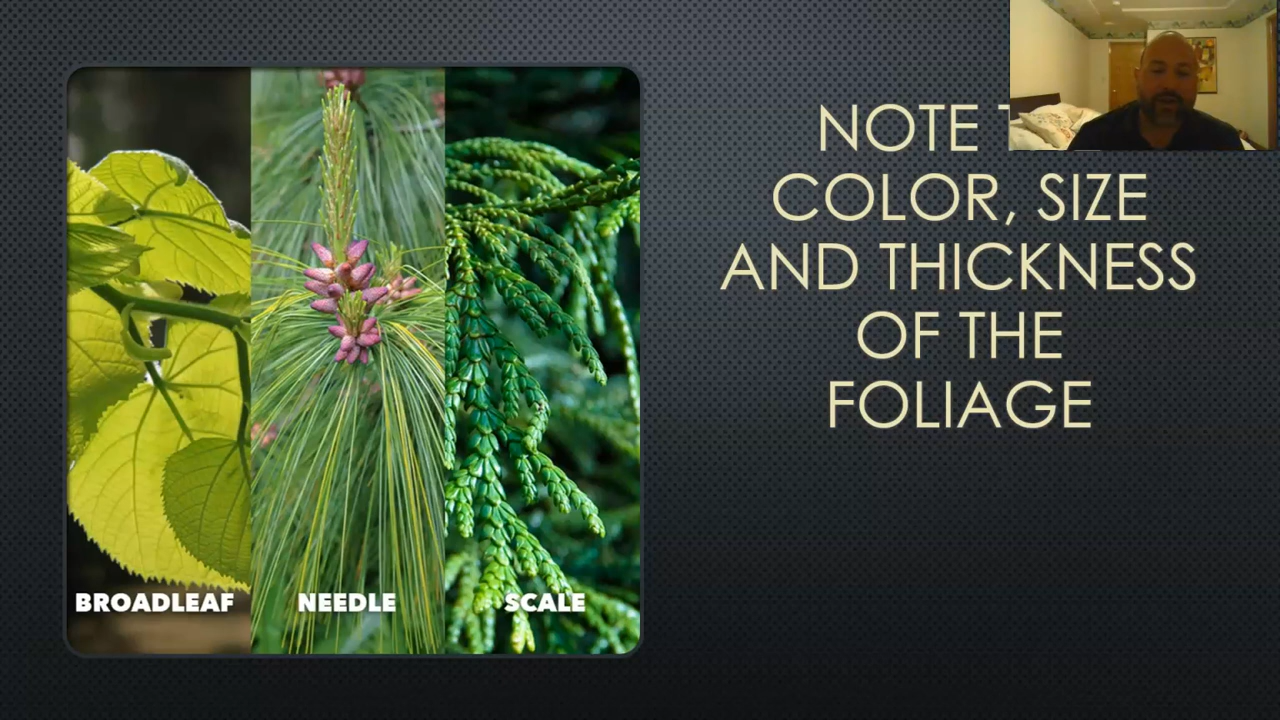 NOTE
COLOR, SIZE
AND THICKNESS
OF THE
FOLIAGE
BROADLEAF
NEEDLE
SCALE